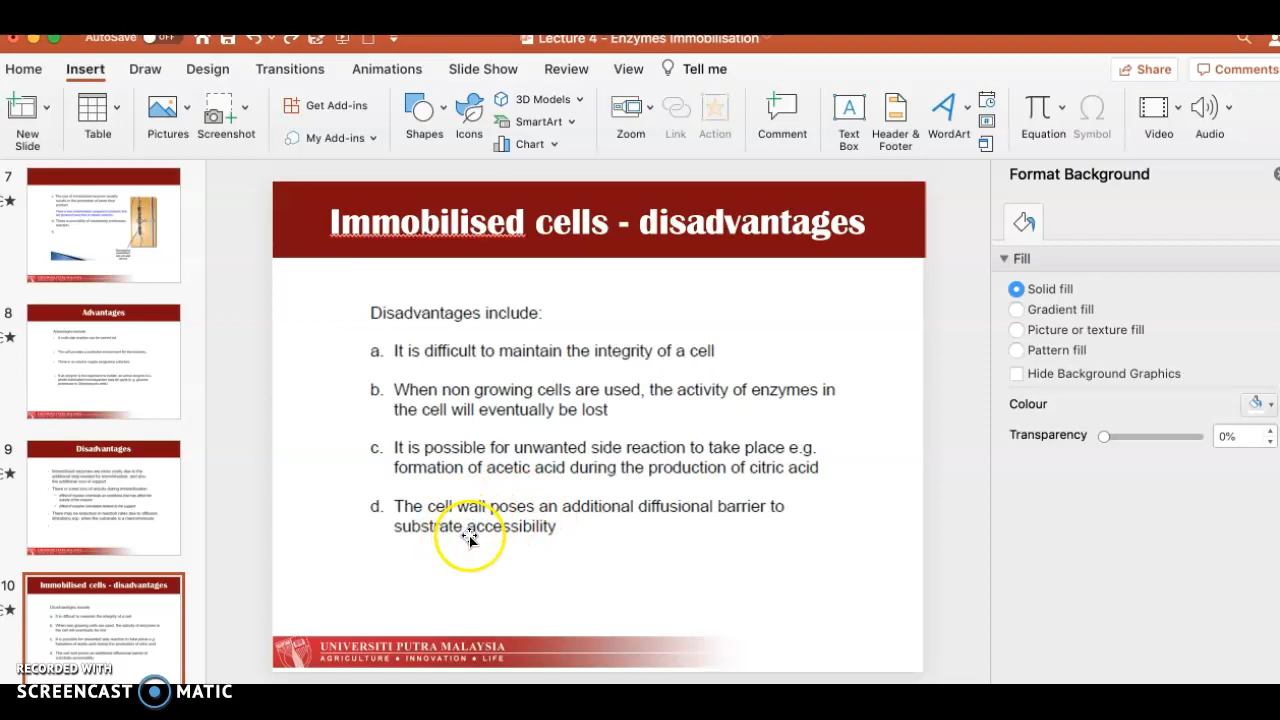 AutoSave OFF
Lecture 4 - Enzymes Immobilisation
Home Insert Draw Design Transitions Animations Slide Show Review View Tell me Share Comments
New Slide
Table
Pictures
Screenshot
Get Add-ins
My Add-ins
Shapes
Icons
3D Models
SmartArt
Chart
Zoom
Link
Action
Comment
Text Box
Header & Footer
WordArt
Equation
Symbol
Video
Audio
7
8
Advantages
9
Disadvantages
10
Immobilised cells - disadvantages
Immobilised cells - disadvantages
Disadvantages include:
a. It is difficult to maintain the integrity of a cell
b. When non growing cells are used, the activity of enzymes in
the cell will eventually be lost
c. It is possible for unwanted side reaction to take place e.g.
formation of acetic acid during the production of citric acid
d. The cell wall poses an additional diffusional barrier to
substrate accessibility
UNIVERSITI PUTRA MALAYSIA
AGRICULTURE • INNOVATION • LIFE
Format Background
Fill
Solid fill
Gradient fill
Picture or texture fill
Pattern fill
Hide Background Graphics
Colour
Transparency 0%
RECORDED WITH
SCREENCAST MATIC